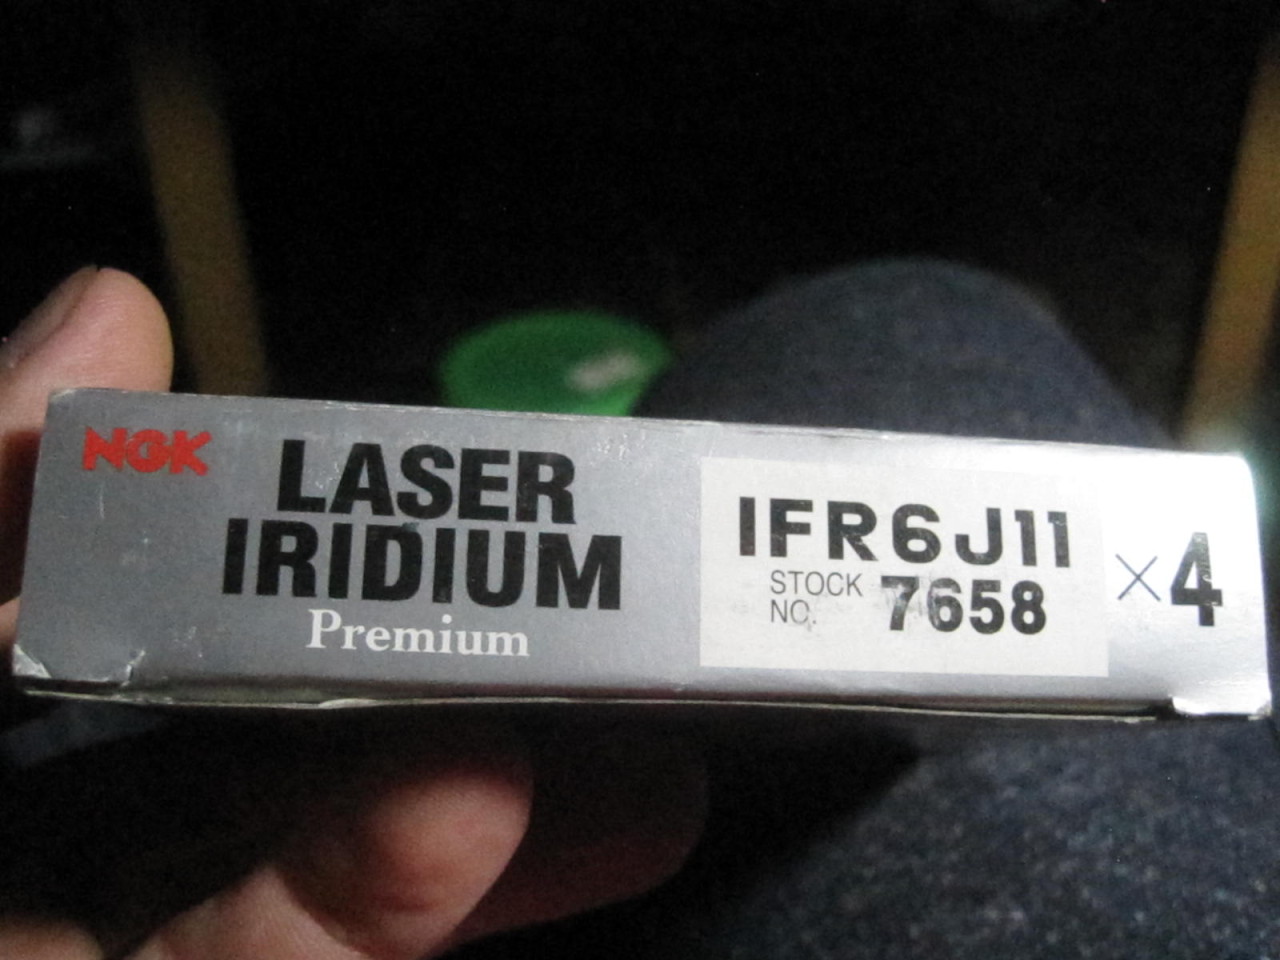 NGK
LASER
IRIDIUM
Premium
IFR6J11
STOCK NO. 7658
×4